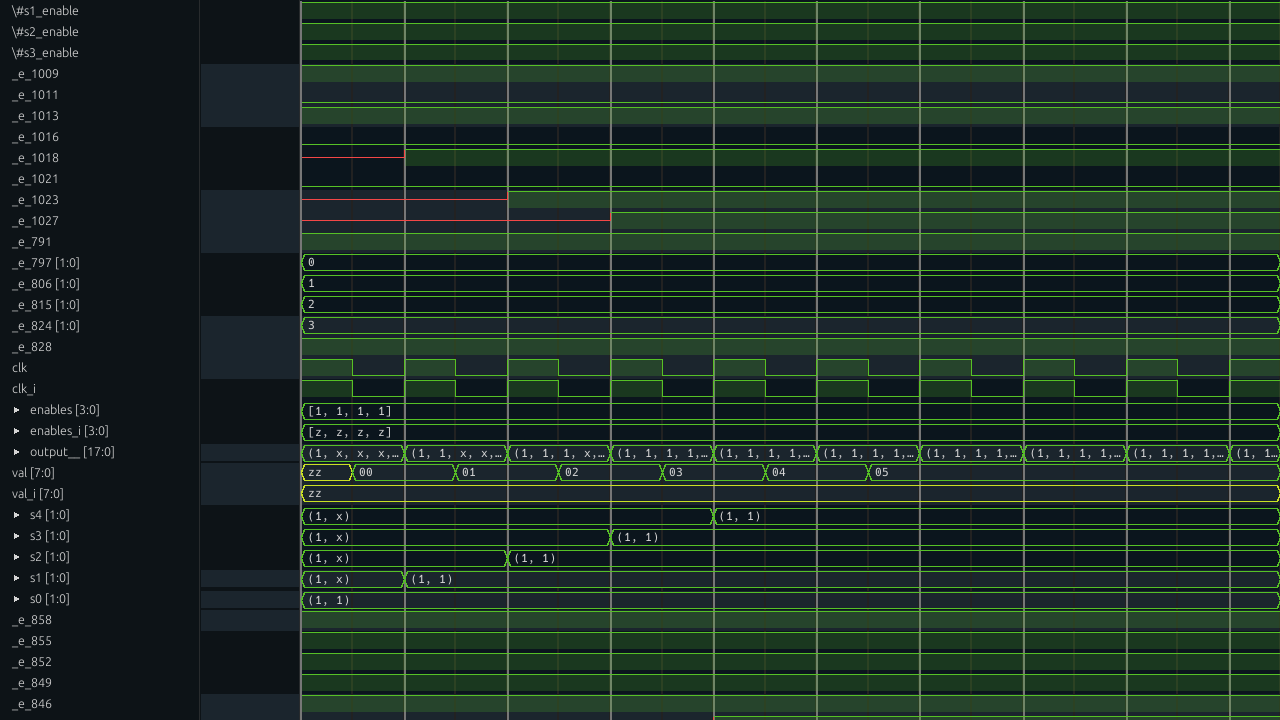 \#s1_enable
\#s2_enable
\#s3_enable
_e_1009
_e_1011
_e_1013
_e_1016
_e_1018
_e_1021
_e_1023
_e_1027
_e_791
_e_797 [1:0] 0
_e_806 [1:0] 1
_e_815 [1:0] 2
_e_824 [1:0] 3
_e_828
clk
clk_i
enables [3:0] [1, 1, 1, 1]
enables_i [3:0] [z, z, z, z]
output__ [17:0] (1, x, x, x,… (1, 1, x, x,… (1, 1, 1, x,… (1, 1, 1, 1,… (1, 1, 1, 1,… (1, 1, 1, 1,… (1, 1, 1, 1,… (1, 1, 1, 1,… (1, 1, 1, 1,… (1, 1…
val [7:0] zz 00 01 02 03 04 05
val_i [7:0] zz
s4 [1:0] (1, x) (1, 1)
s3 [1:0] (1, x) (1, 1)
s2 [1:0] (1, x) (1, 1)
s1 [1:0] (1, x) (1, 1)
s0 [1:0] (1, 1)
_e_858
_e_855
_e_852
_e_849
_e_846